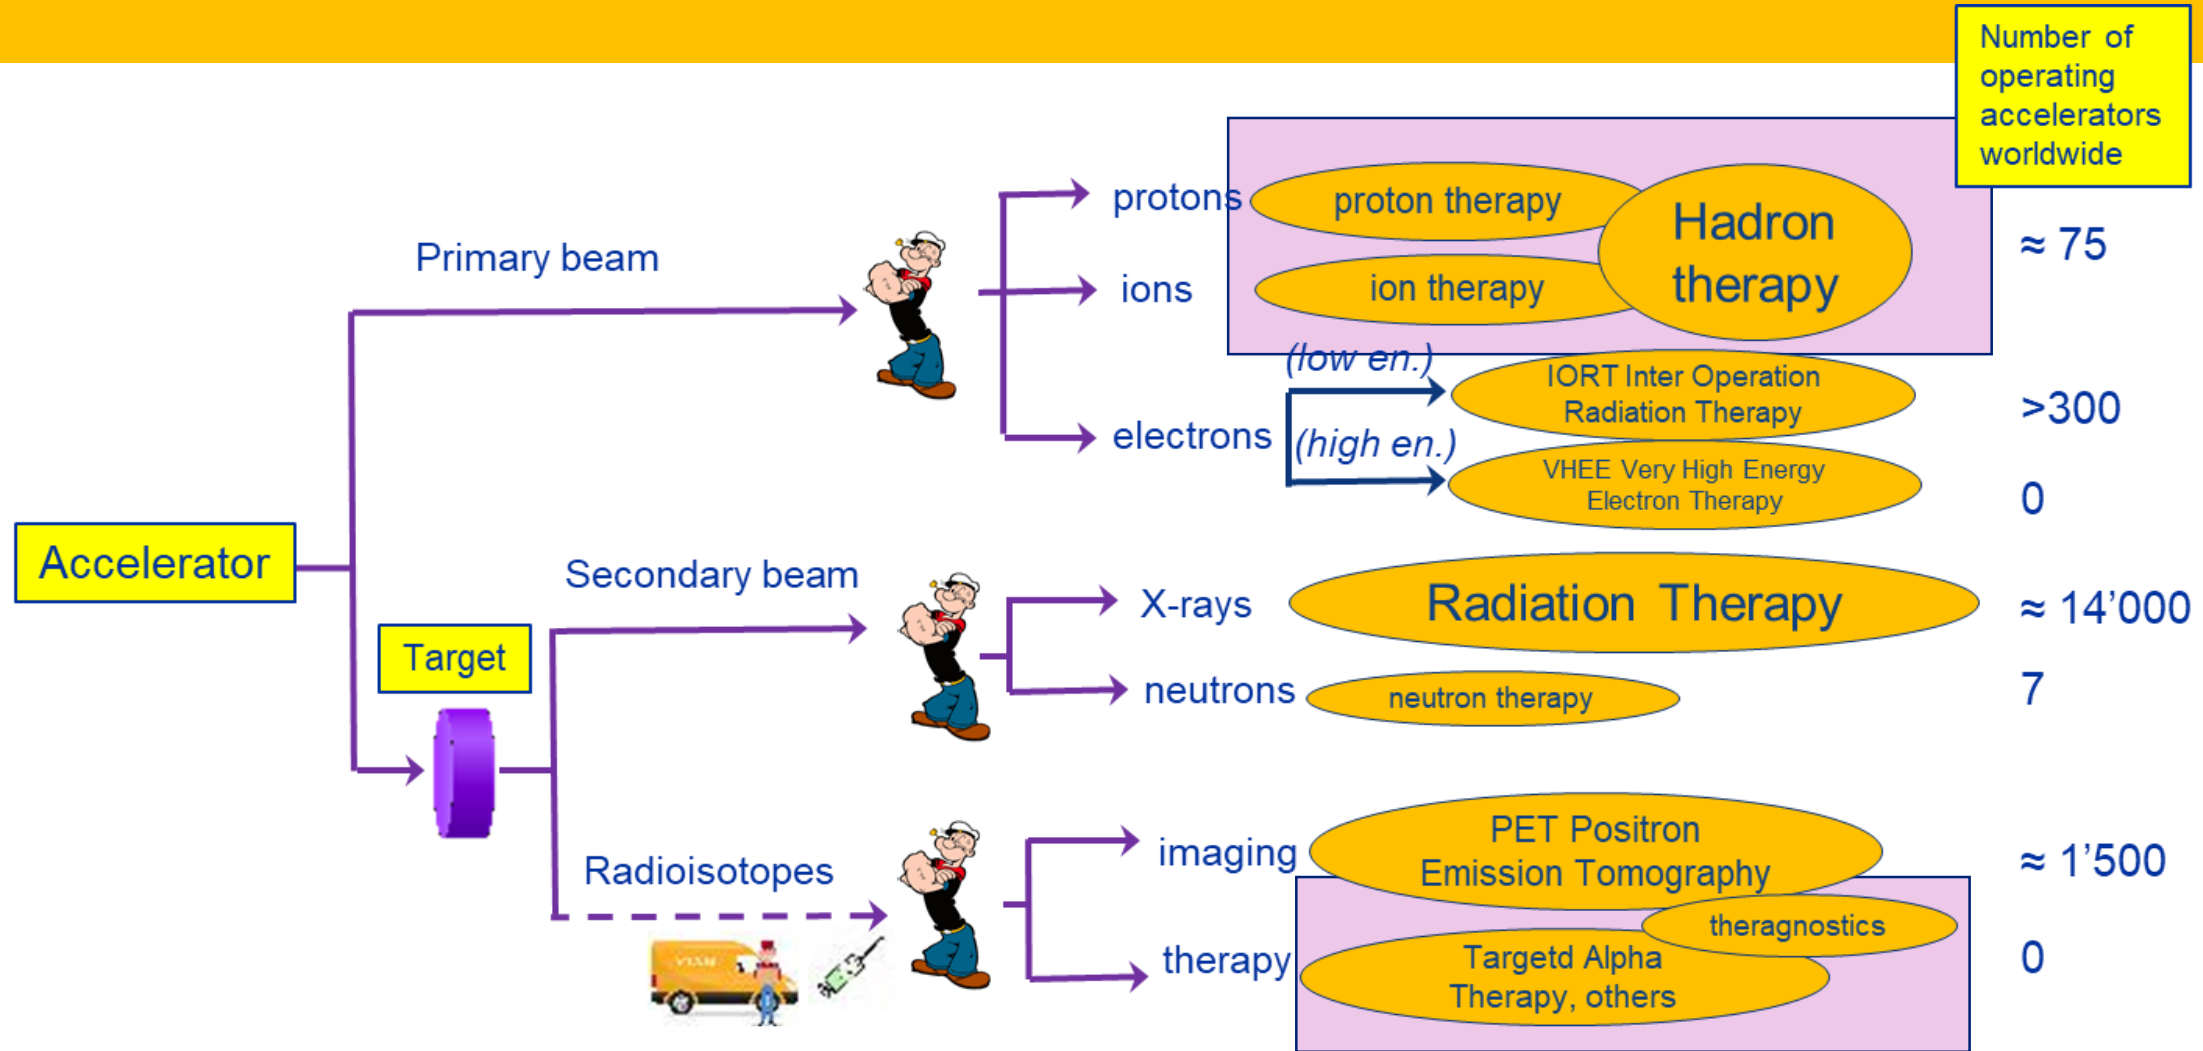 Number of
operating
accelerators
worldwide
protons
proton therapy
Hadron
therapy
≈ 75
Primary beam
ions
ion therapy
(low en.)
IORT Inter Operation
Radiation Therapy
>300
electrons
(high en.)
VHEE Very High Energy
Electron Therapy
0
Accelerator
Secondary beam
X-rays
Radiation Therapy
≈ 14’000
Target
neutrons
neutron therapy
7
imaging
PET Positron
Emission Tomography
≈ 1’500
Radioisotopes
theragnostics
therapy
Targetd Alpha
Therapy, others
0